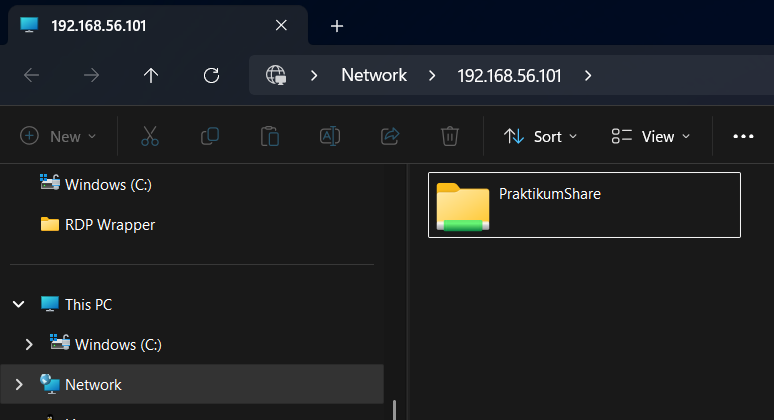 192.168.56.101
Network
192.168.56.101
New
Sort
View
Windows (C:)
RDP Wrapper
This PC
Windows (C:)
Network
PraktikumShare